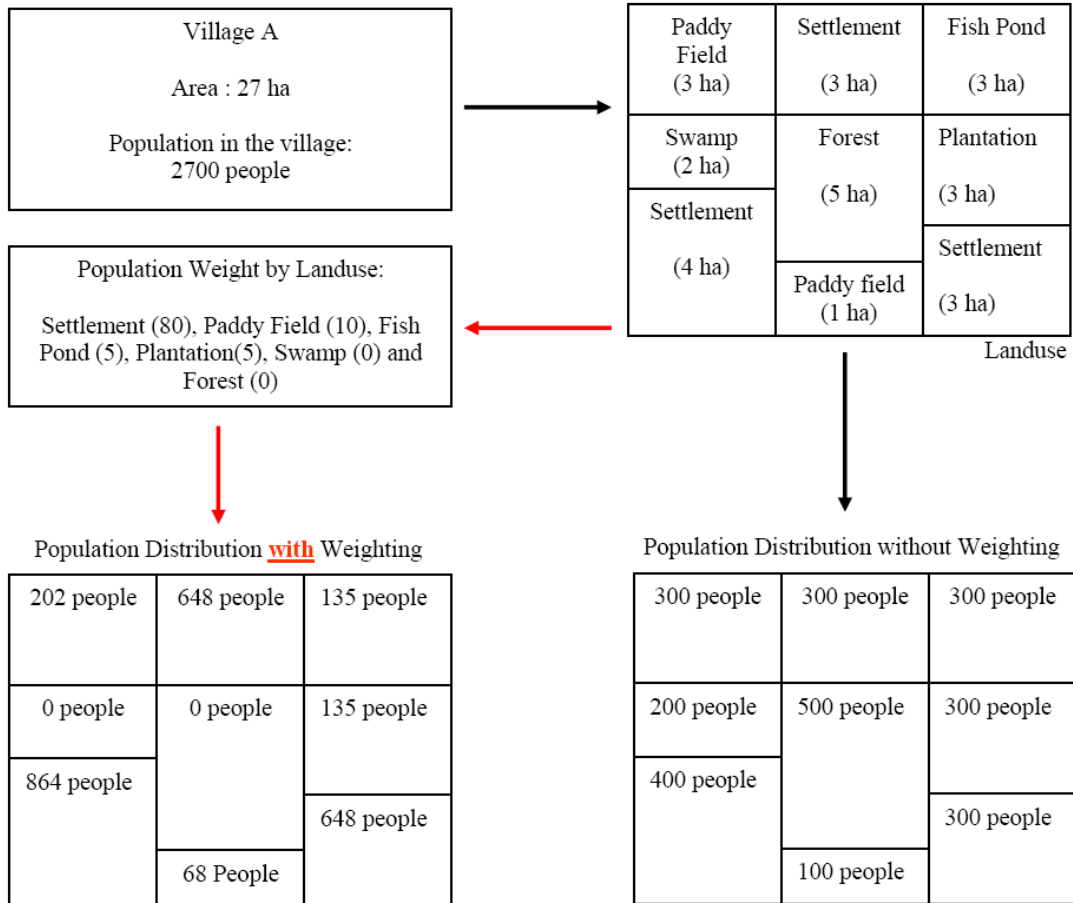 Village A
Area : 27 ha
Population in the village:
2700 people
Paddy
Field
(3 ha)
Settlement
(3 ha)
Fish Pond
(3 ha)
Swamp
(2 ha)
Forest
(5 ha)
Plantation
(3 ha)
Settlement
(4 ha)
Paddy field
(1 ha)
Settlement
(3 ha)
Landuse
Population Weight by Landuse:
Settlement (80), Paddy Field (10), Fish
Pond (5), Plantation(5), Swamp (0) and
Forest (0)
Population Distribution with Weighting
202 people
648 people
135 people
0 people
0 people
135 people
864 people
648 people
68 People
Population Distribution without Weighting
300 people
300 people
300 people
200 people
500 people
300 people
400 people
300 people
100 people